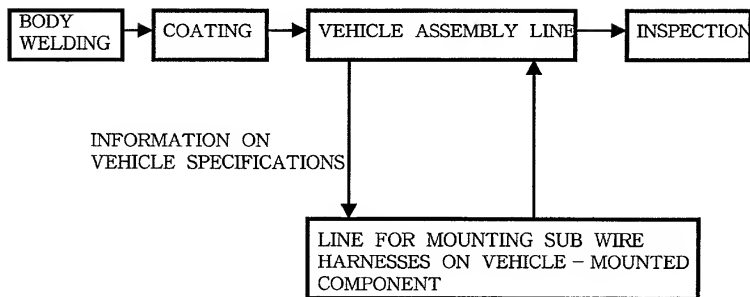 BODY
WELDING
COATING
VEHICLE ASSEMBLY LINE
INSPECTION
INFORMATION ON
VEHICLE SPECIFICATIONS
LINE FOR MOUNTING SUB WIRE
HARNESSES ON VEHICLE – MOUNTED
COMPONENT